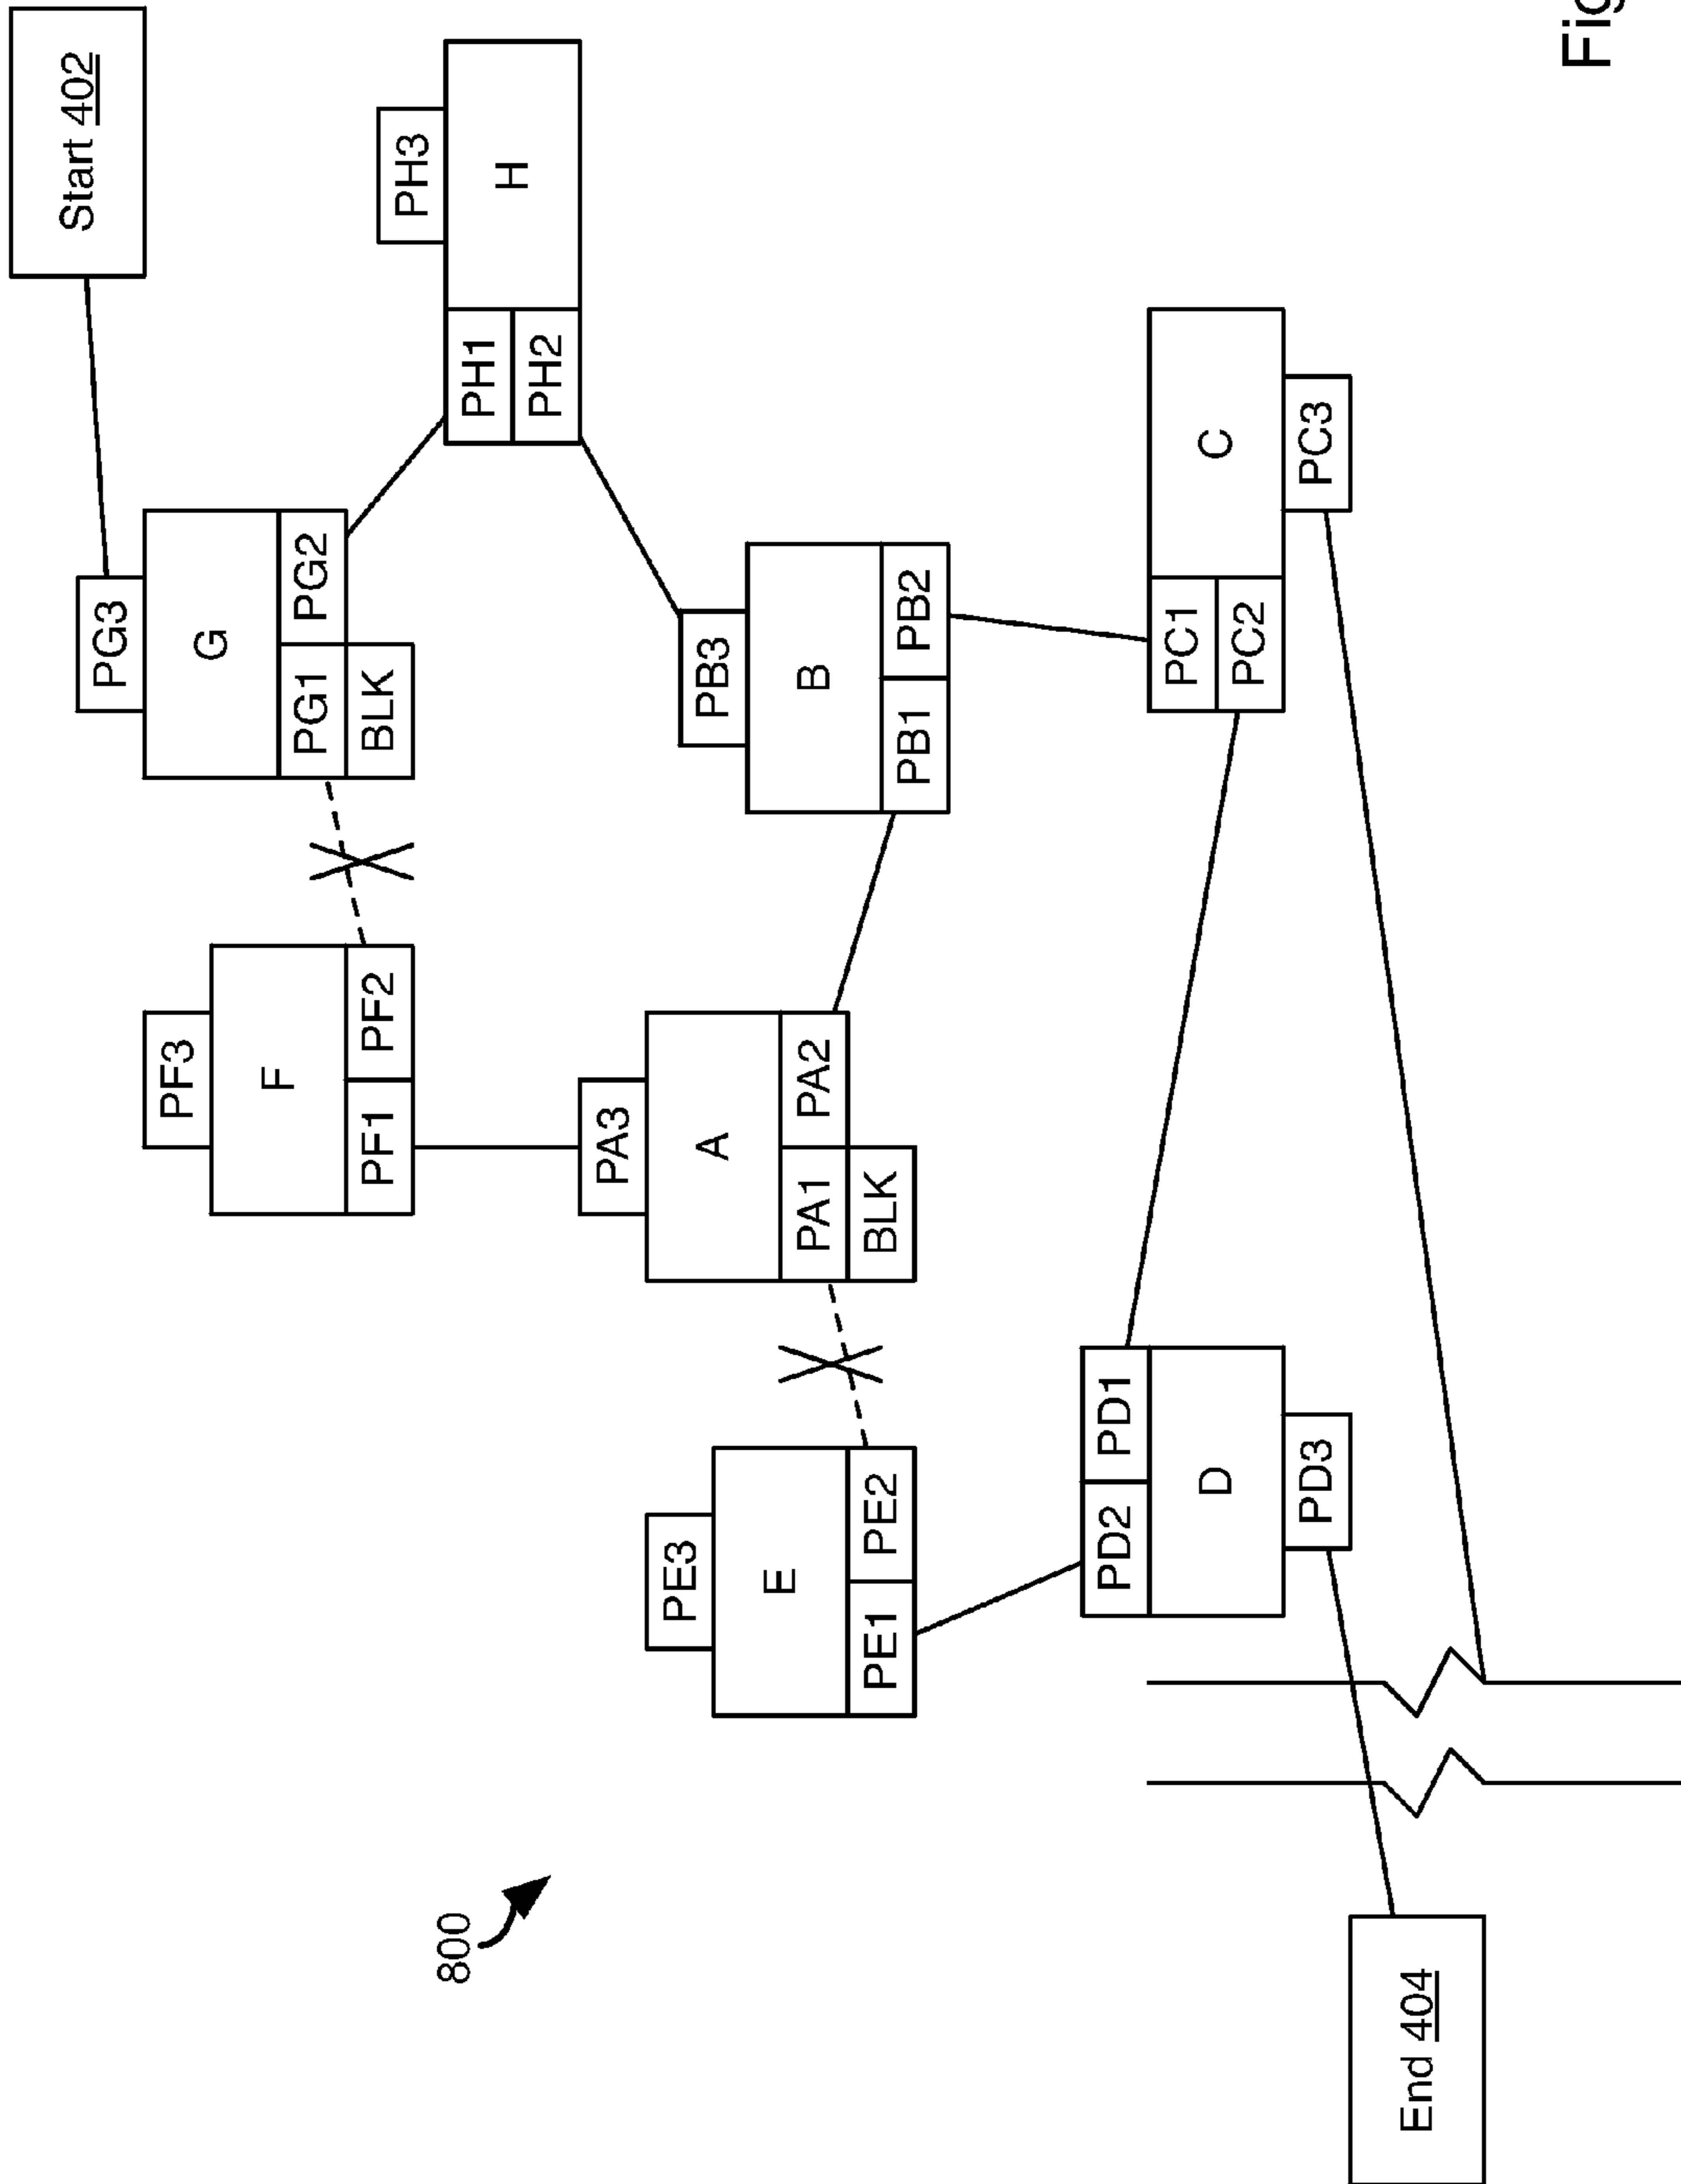 Start 402
PG3
PF3
G
F
PG1 PG2
PF1 PF2
BLK
PH3
800
PH1
H
PH2
PA3
PE3
A
PB3
E
PA1 PA2
B
PE1 PE2
BLK
PB1 PB2
PD2 PD1
PC1
D
C
PC2
PD3
PC3
End 404
Fig